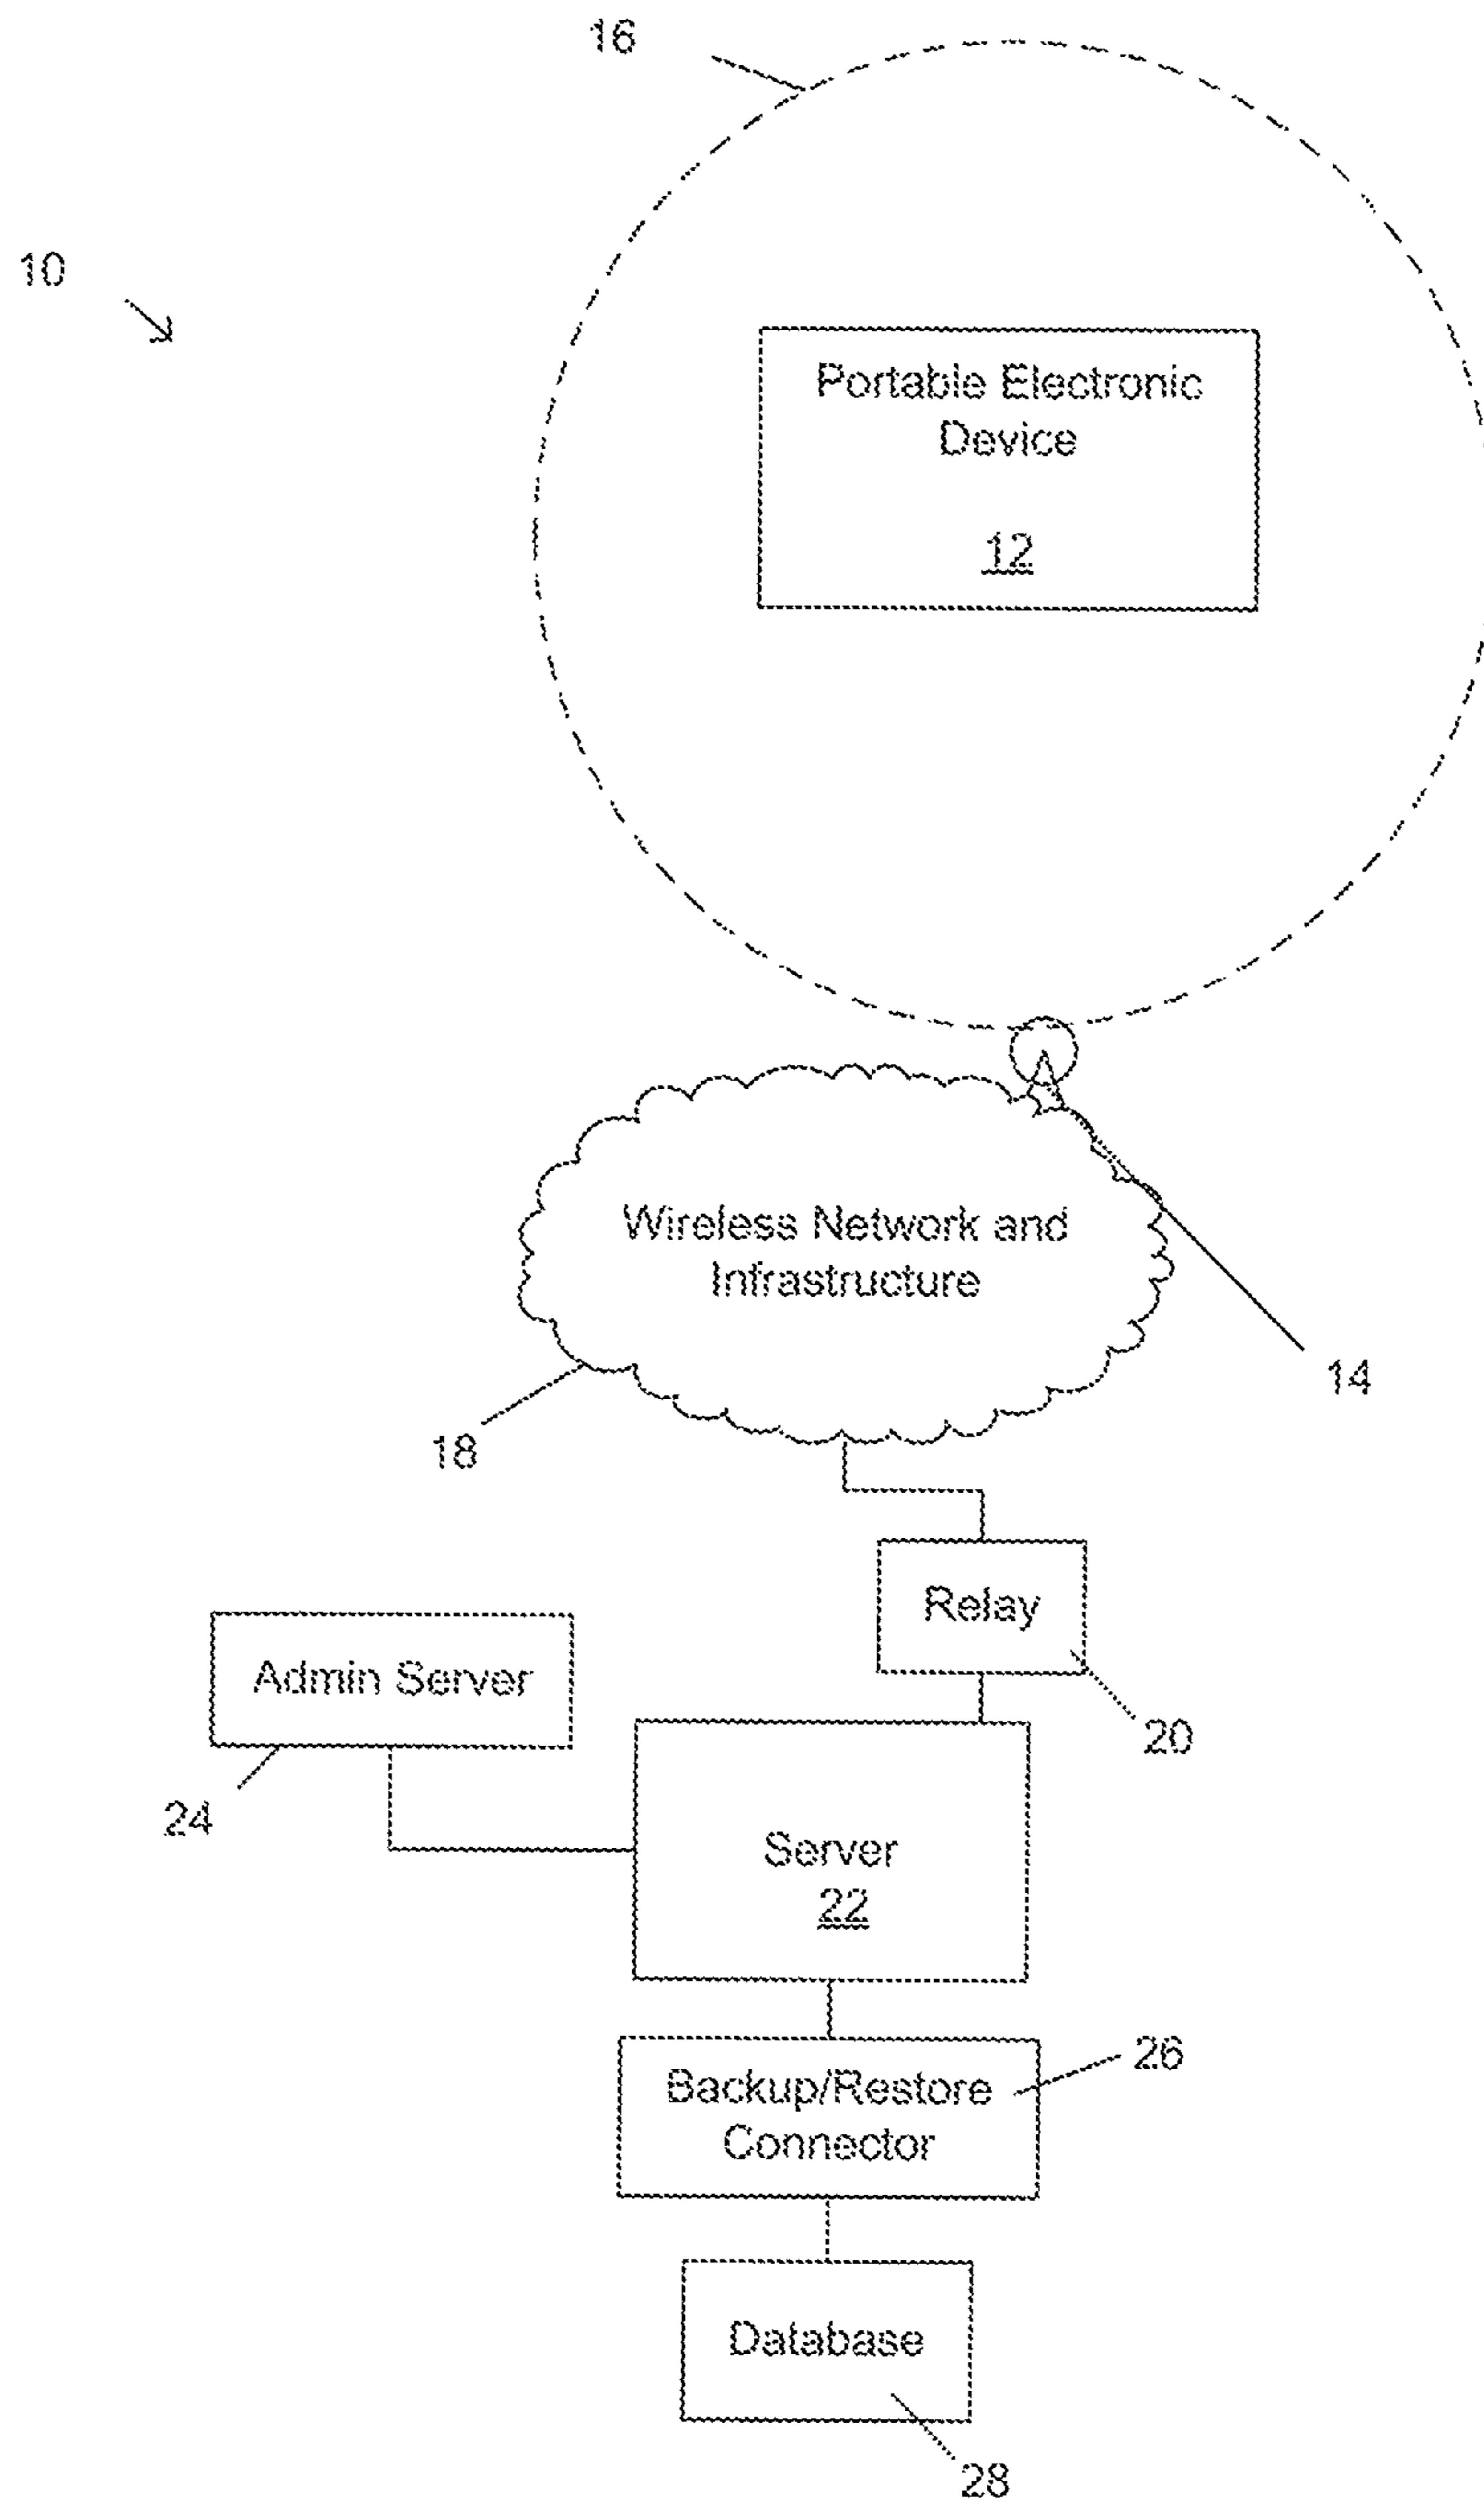 16
10
Portable Electronic
Device
12
Wireless Network and
Infrastructure
14
18
Relay
Admin Server
20
24
Server
22
26
Backup/Restore
Connector
Database
28